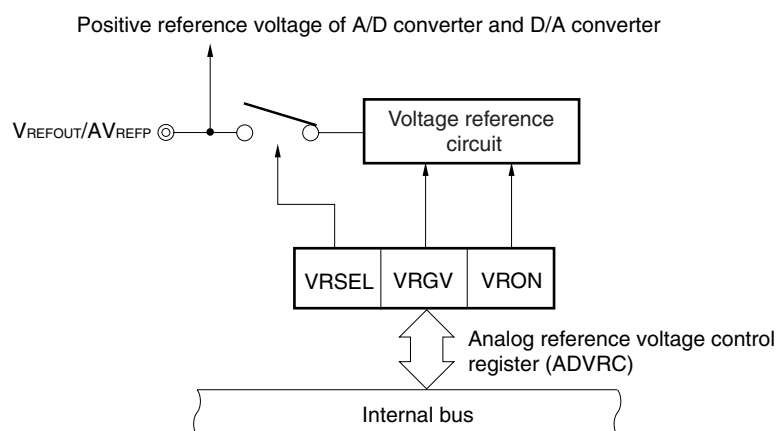 Positive reference voltage of A/D converter and D/A converter
VREFOUT/AVREFP
Voltage reference
circuit
VRSEL
VRGV
VRON
Analog reference voltage control
register (ADVRC)
Internal bus